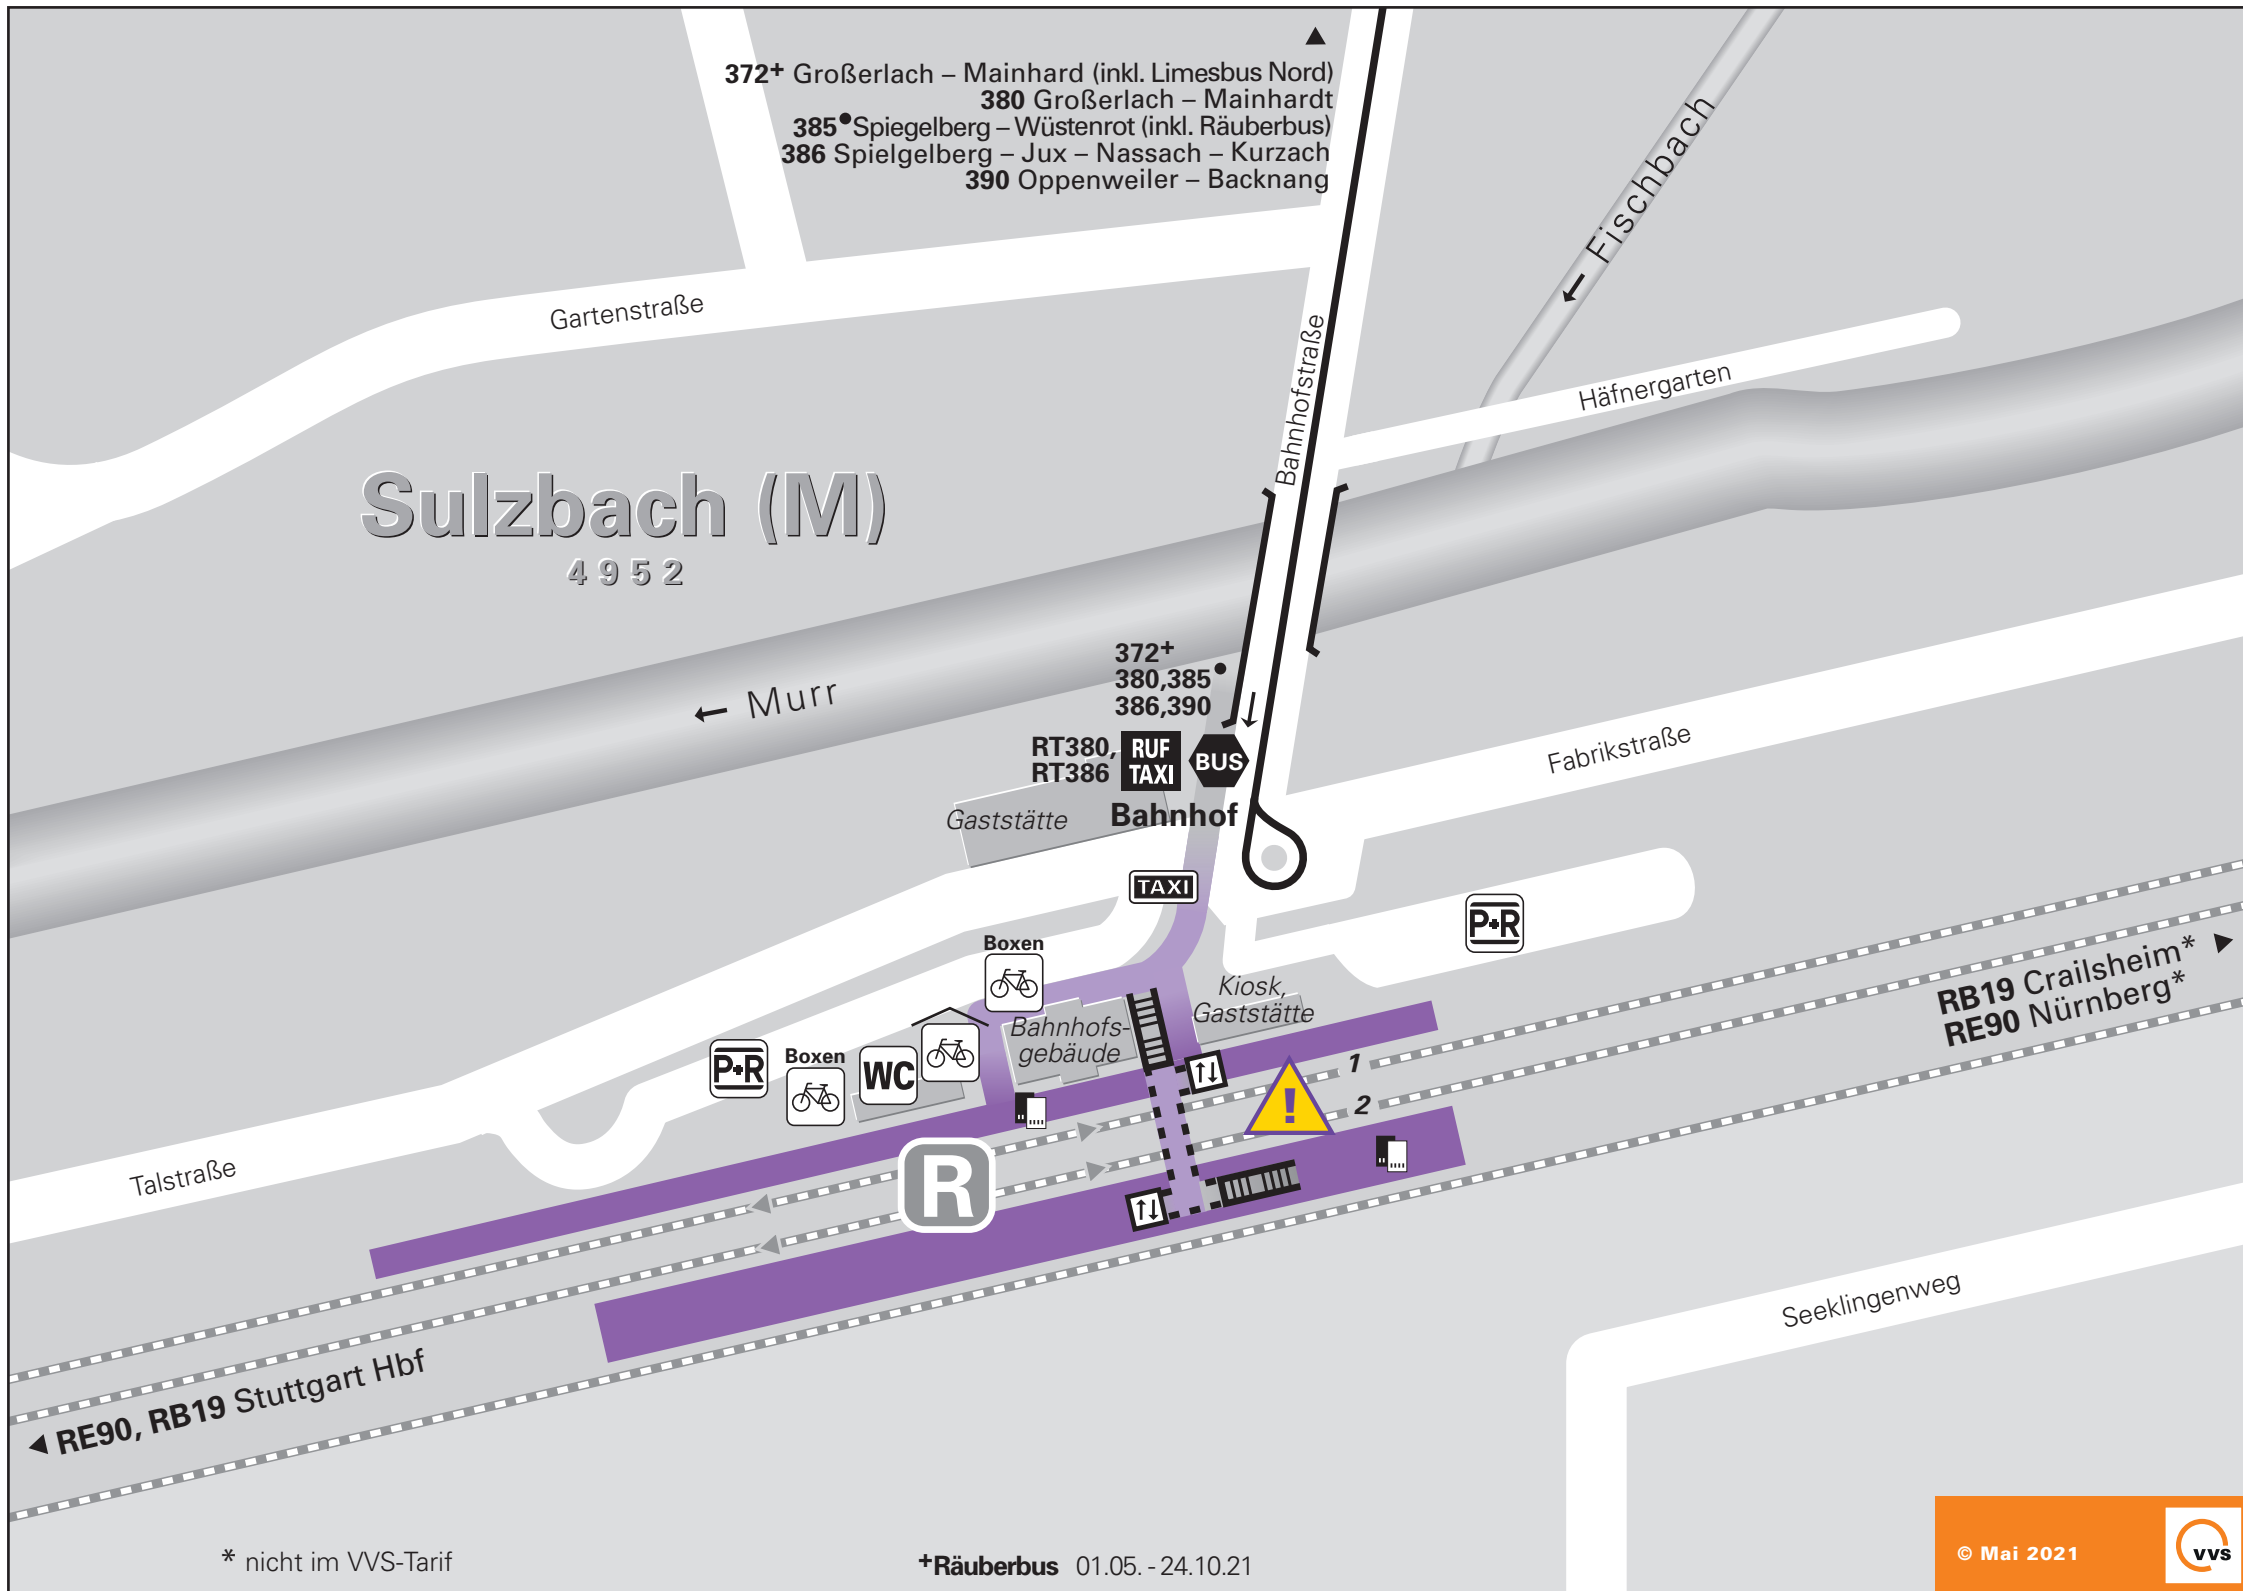 372+ Großerlach – Mainhard (inkl. Limesbus Nord)
380 Großerlach – Mainhardt
385● Spiegelberg – Wüstenrot (inkl. Räuberbus)
386 Spielgelberg – Jux – Nassach – Kurzach
390 Oppenweiler – Backnang
← Fischbach
Gartenstraße
Bahnhofstraße
Häfnergarten
Sulzbach (M)
4952
← Murr
372+
380,385●
386,390
RT380,
RT386
RUF
TAXI
BUS
Bahnhof
Gaststätte
Fabrikstraße
TAXI
P+R
Boxen
Kiosk,
Gaststätte
Bahnhofs-
gebäude
P+R
Boxen
WC
RB19 Crailsheim*
RE90 Nürnberg*
1
2
!
R
Talstraße
Seeklingenweg
RE90, RB19 Stuttgart Hbf
* nicht im VVS-Tarif
+Räuberbus 01.05. - 24.10.21
© Mai 2021
VVS